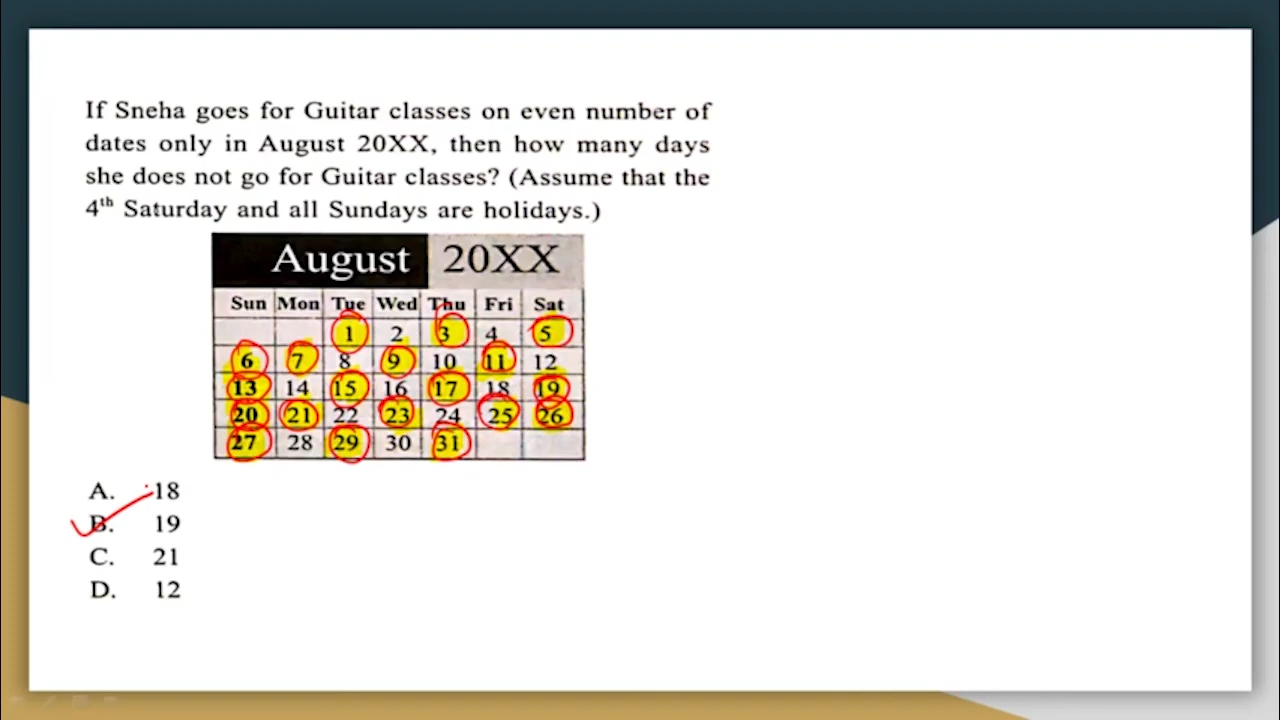 If Sneha goes for Guitar classes on even number of
dates only in August 20XX, then how many days
she does not go for Guitar classes? (Assume that the
4th Saturday and all Sundays are holidays.)
August 20XX
Sun Mon Tue Wed Thu Fri Sat
1 2 3 4 5
6 7 8 9 10 11 12
13 14 15 16 17 18 19
20 21 22 23 24 25 26
27 28 29 30 31
A. 18
B. 19
C. 21
D. 12